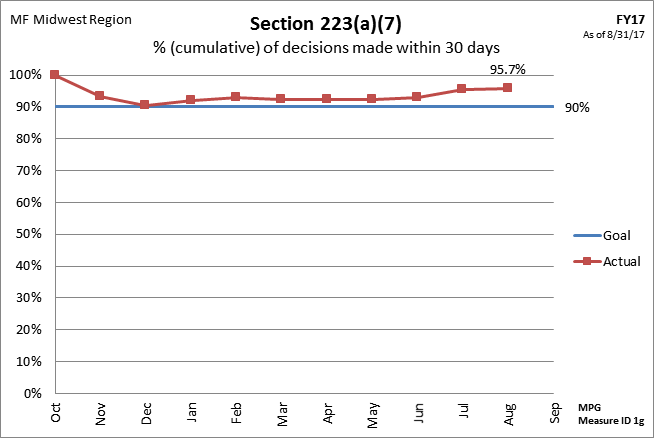 MF Midwest Region
Section 223(a)(7)
FY17
% (cumulative) of decisions made within 30 days
As of 8/31/17
100%
90%
80%
70%
60%
50%
40%
30%
20%
10%
0%
95.7%
90%
Goal
Actual
Oct
Nov
Dec
Jan
Feb
Mar
Apr
May
Jun
Jul
Aug
Sep
MPG
Measure ID 1g